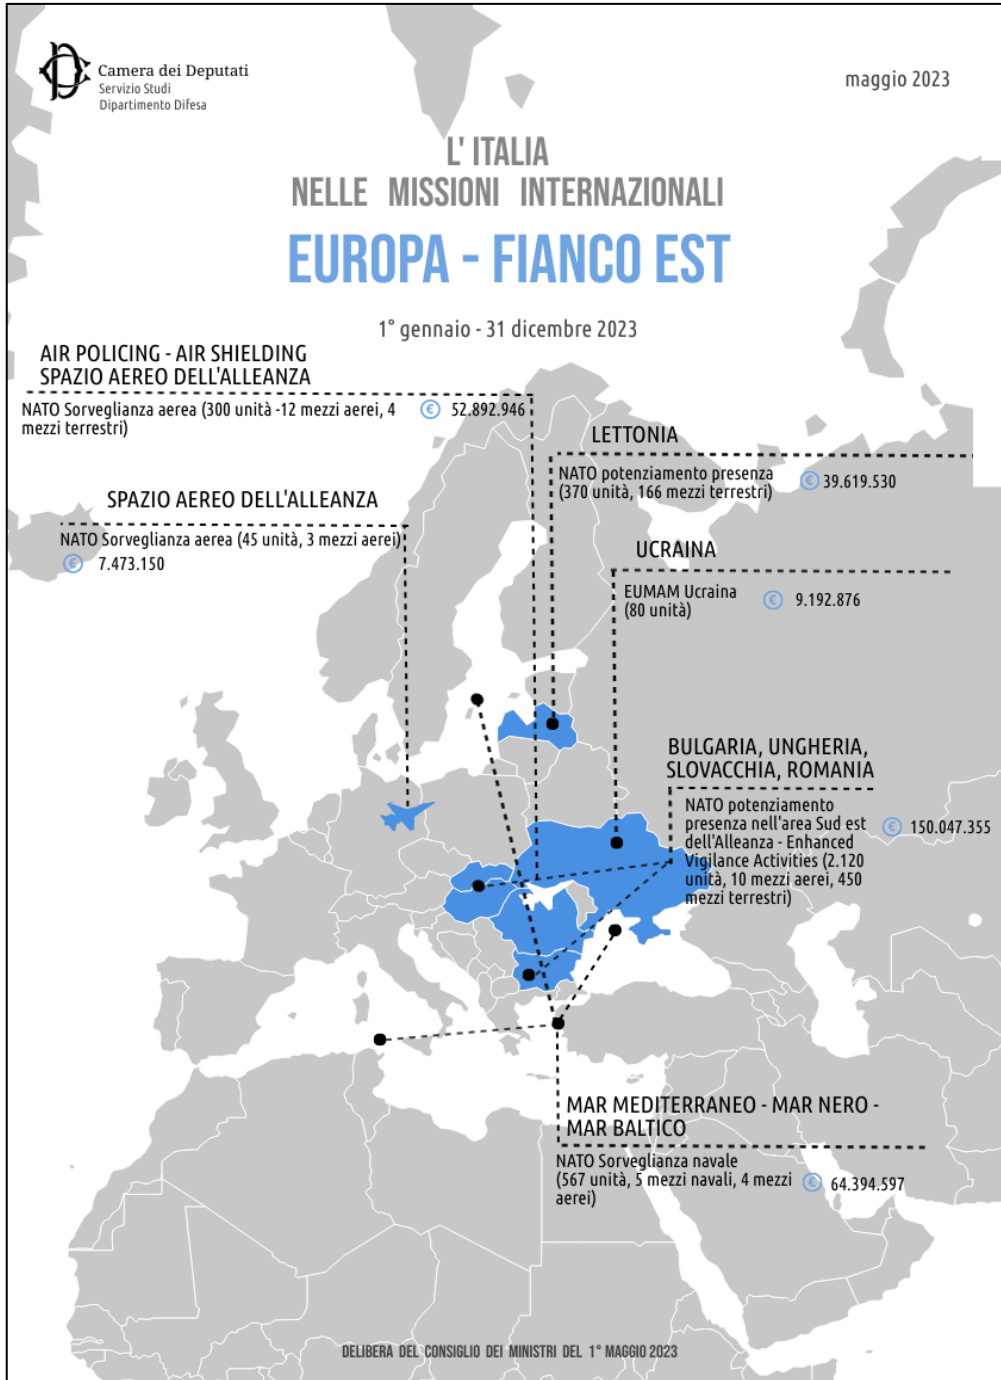 Camera dei Deputati
Servizio Studi
Dipartimento Difesa
maggio 2023
L' ITALIA
NELLE MISSIONI INTERNAZIONALI
EUROPA - FIANCO EST
1° gennaio - 31 dicembre 2023
AIR POLICING - AIR SHIELDING
SPAZIO AEREO DELL'ALLEANZA
NATO Sorveglianza aerea (300 unità -12 mezzi aerei, 4
mezzi terrestri)
€ 52.892.946
LETTONIA
NATO potenziamento presenza
(370 unità, 166 mezzi terrestri)
€ 39.619.530
SPAZIO AEREO DELL'ALLEANZA
NATO Sorveglianza aerea (45 unità, 3 mezzi aerei)
€ 7.473.150
UCRAINA
EUMAM Ucraina
(80 unità)
€ 9.192.876
BULGARIA, UNGHERIA,
SLOVACCHIA, ROMANIA
NATO potenziamento
presenza nell'area Sud est
dell'Alleanza - Enhanced
Vigilance Activities (2.120
unità, 10 mezzi aerei, 450
mezzi terrestri)
€ 150.047.355
MAR MEDITERRANEO - MAR NERO -
MAR BALTICO
NATO Sorveglianza navale
(567 unità, 5 mezzi navali, 4 mezzi
aerei)
€ 64.394.597
DELIBERA DEL CONSIGLIO DEI MINISTRI DEL 1° MAGGIO 2023